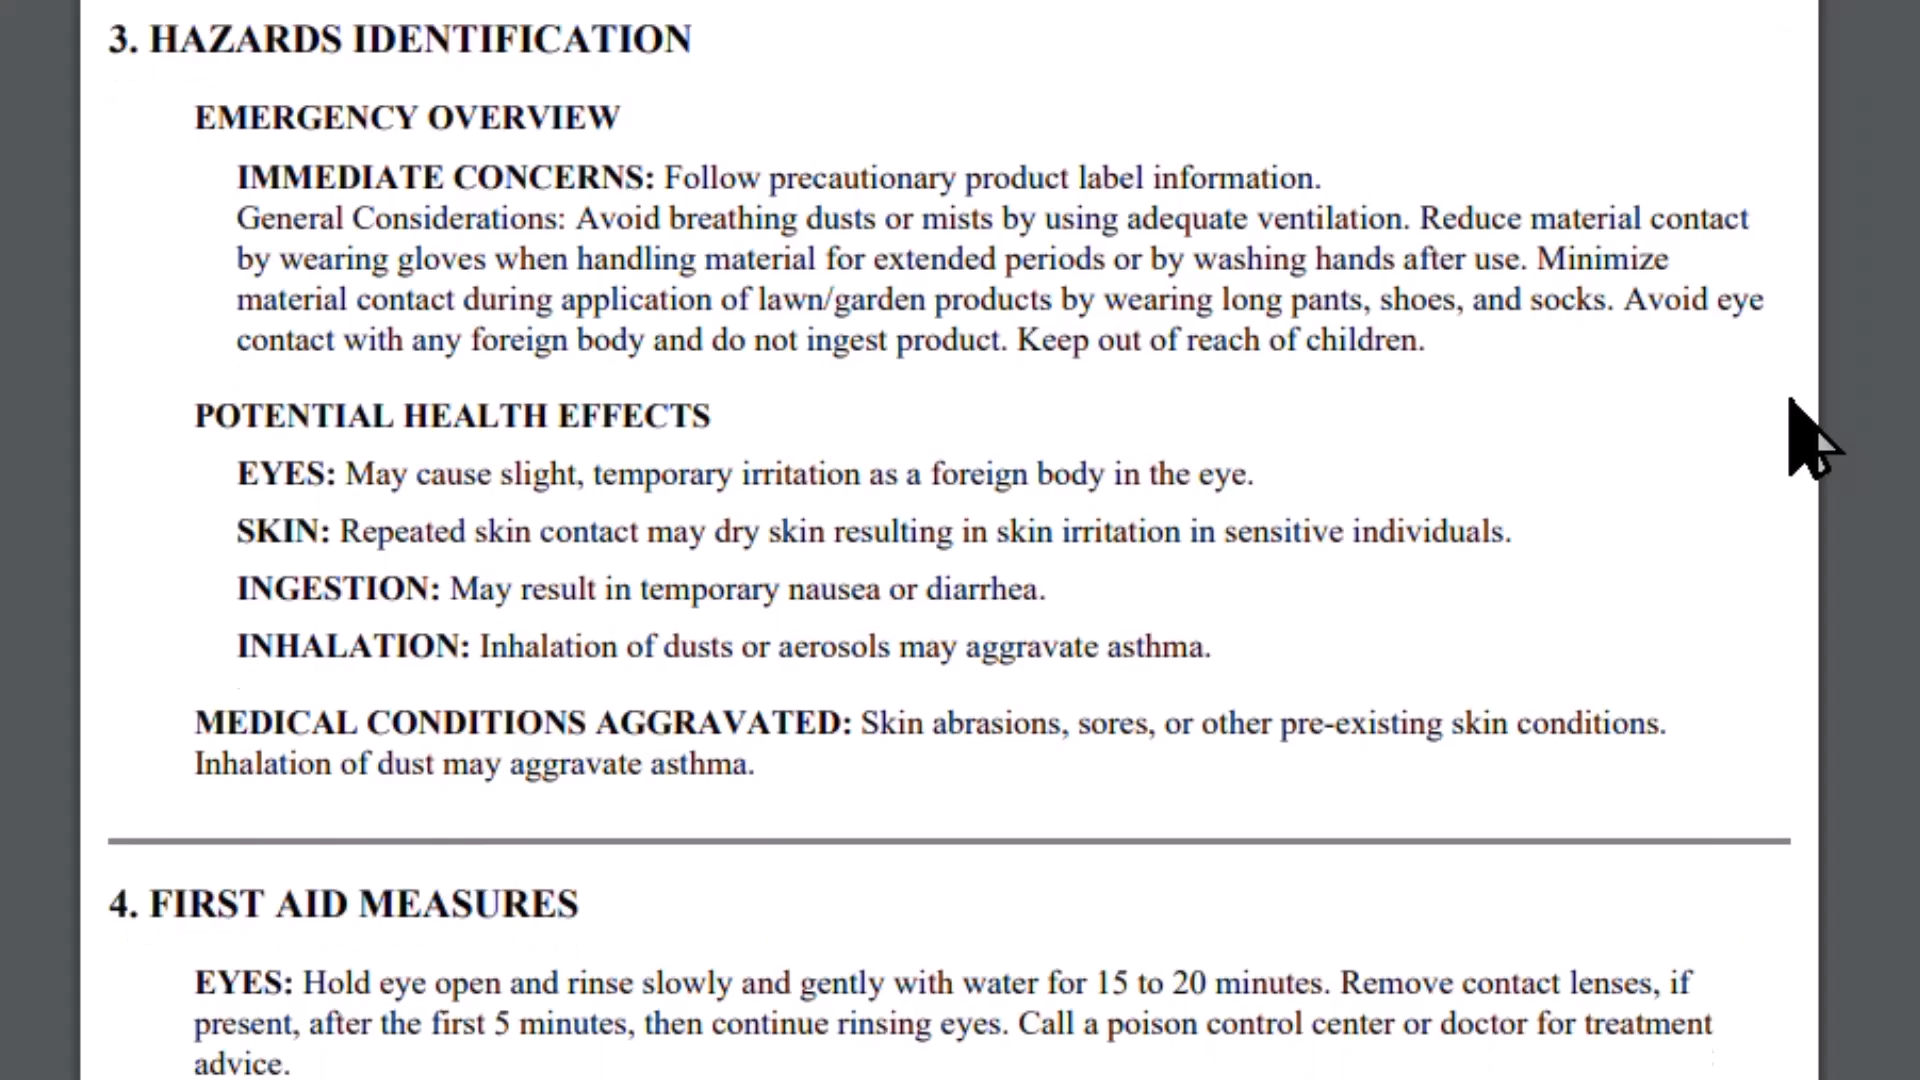 3. HAZARDS IDENTIFICATION
EMERGENCY OVERVIEW
IMMEDIATE CONCERNS: Follow precautionary product label information.
General Considerations: Avoid breathing dusts or mists by using adequate ventilation. Reduce material contact
by wearing gloves when handling material for extended periods or by washing hands after use. Minimize
material contact during application of lawn/garden products by wearing long pants, shoes, and socks. Avoid eye
contact with any foreign body and do not ingest product. Keep out of reach of children.
POTENTIAL HEALTH EFFECTS
EYES: May cause slight, temporary irritation as a foreign body in the eye.
SKIN: Repeated skin contact may dry skin resulting in skin irritation in sensitive individuals.
INGESTION: May result in temporary nausea or diarrhea.
INHALATION: Inhalation of dusts or aerosols may aggravate asthma.
MEDICAL CONDITIONS AGGRAVATED: Skin abrasions, sores, or other pre-existing skin conditions.
Inhalation of dust may aggravate asthma.
4. FIRST AID MEASURES
EYES: Hold eye open and rinse slowly and gently with water for 15 to 20 minutes. Remove contact lenses, if
present, after the first 5 minutes, then continue rinsing eyes. Call a poison control center or doctor for treatment
advice.